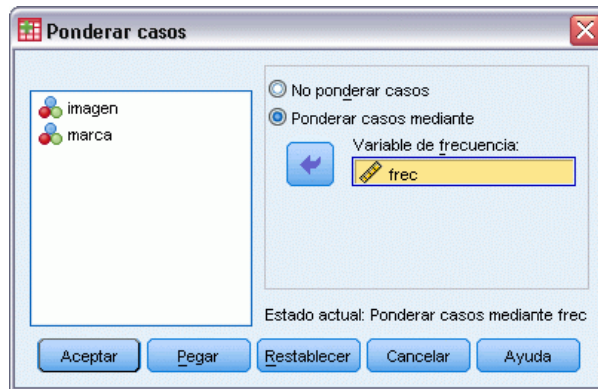 Ponderar casos
imagen
marca
No ponderar casos
Ponderar casos mediante
Variable de frecuencia:
frec
Estado actual: Ponderar casos mediante frec
Aceptar
Pegar
Restablecer
Cancelar
Ayuda